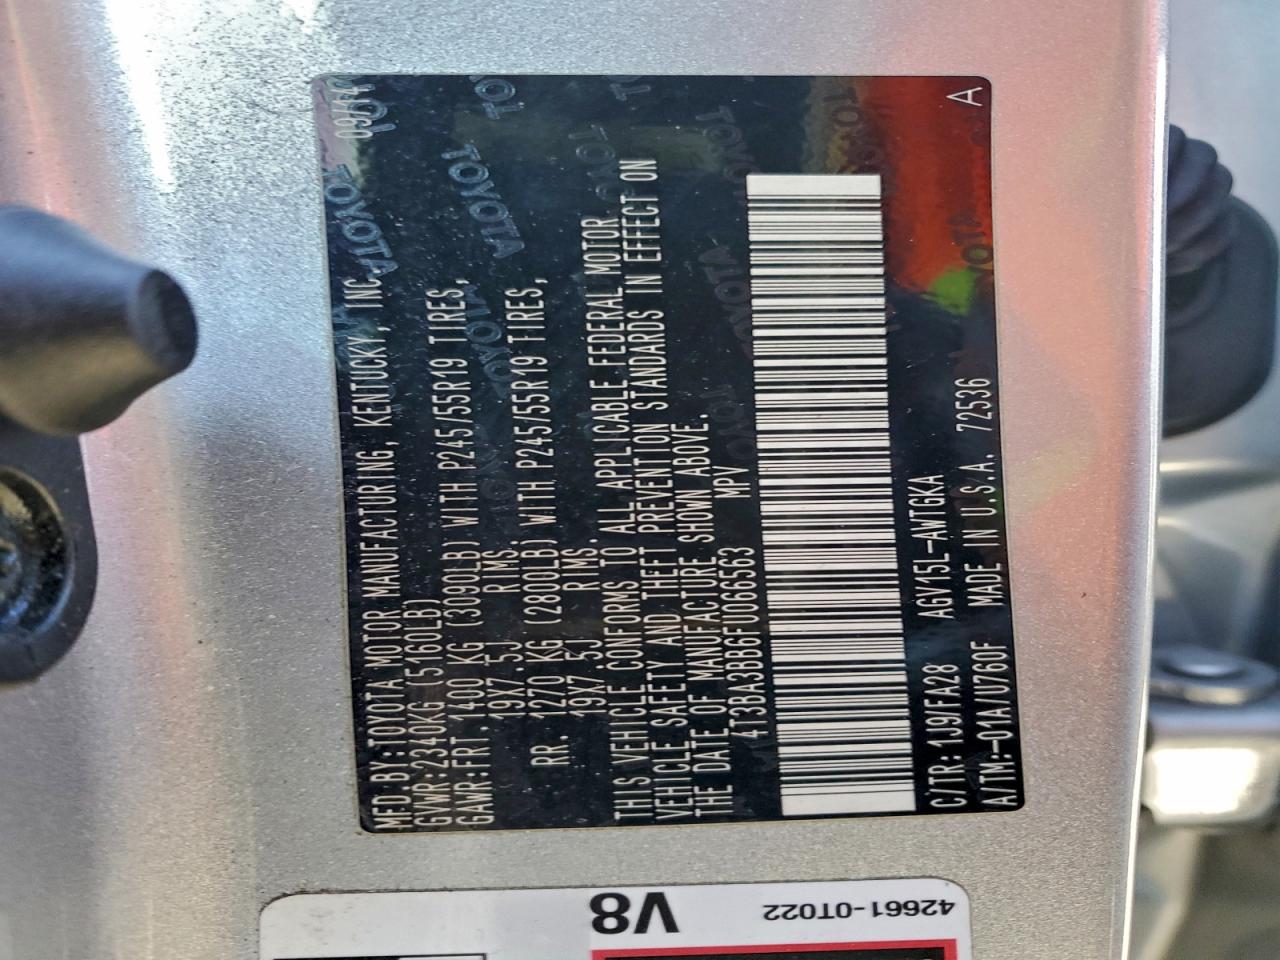 MFD.BY:TOYOTA MOTOR MANUFACTURING, KENTUCKY, INC. 09/14
GVWR:2340KG(5160LB)
GAWR:FRT.1400 KG (3090LB) WITH P245/55R19 TIRES,
19X7.5J RIMS.
RR. 1270 KG (2800LB) WITH P245/55R19 TIRES,
19X7.5J RIMS.
THIS VEHICLE CONFORMS TO ALL APPLICABLE FEDERAL MOTOR
VEHICLE SAFETY AND THEFT PREVENTION STANDARDS IN EFFECT ON
THE DATE OF MANUFACTURE SHOWN ABOVE.
4T3BA3BB6FU066563 MPV
C/TR:1J9/FA28 AGV15L-AWTGKA
A/TM:-01A/U760F MADE IN U.S.A. 72536 A
V8 42661-0T022